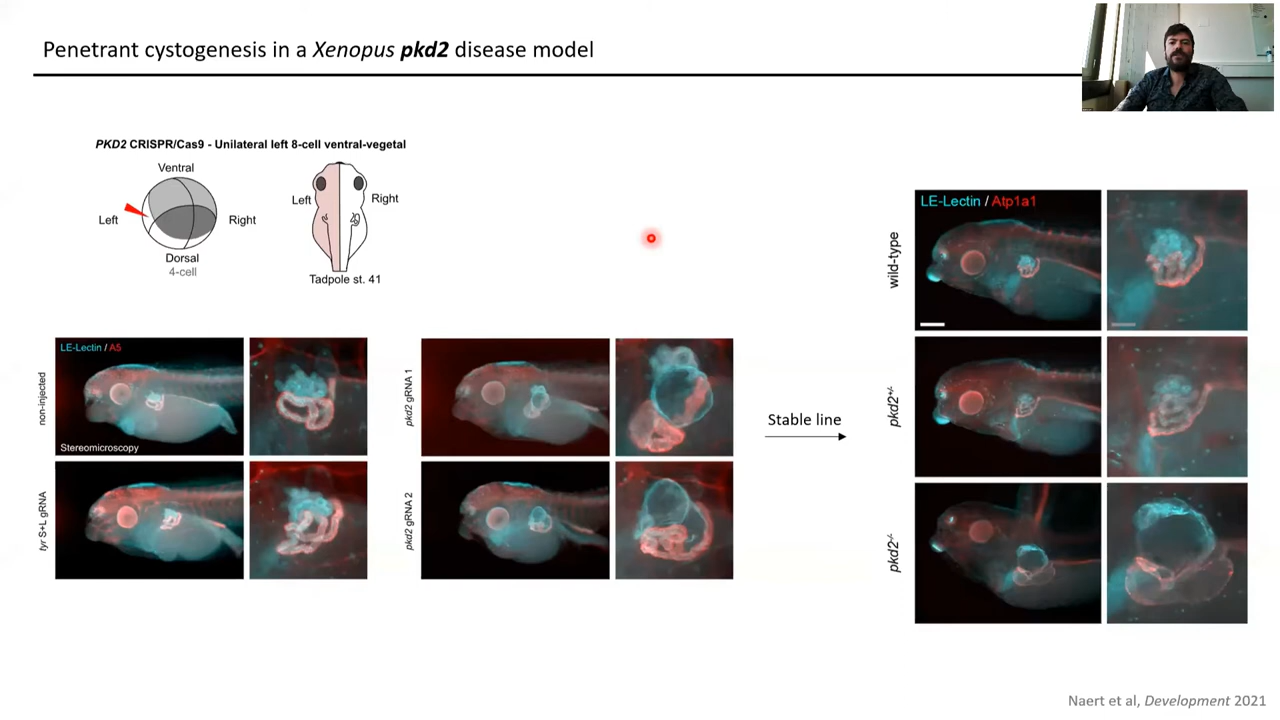 Penetrant cystogenesis in a Xenopus pkd2 disease model
PKD2 CRISPR/Cas9 - Unilateral left 8-cell ventral-vegetal
Ventral
Left
Right
Dorsal
4-cell
Left
Right
Tadpole st. 41
LE-Lectin / A5
non-injected
Stereomicroscopy
tyr S+L gRNA
pkd2 gRNA 1
pkd2 gRNA 2
Stable line
LE-Lectin / Atp1a1
wild-type
pkd2+/-
pkd2-/-
Naert et al, Development 2021